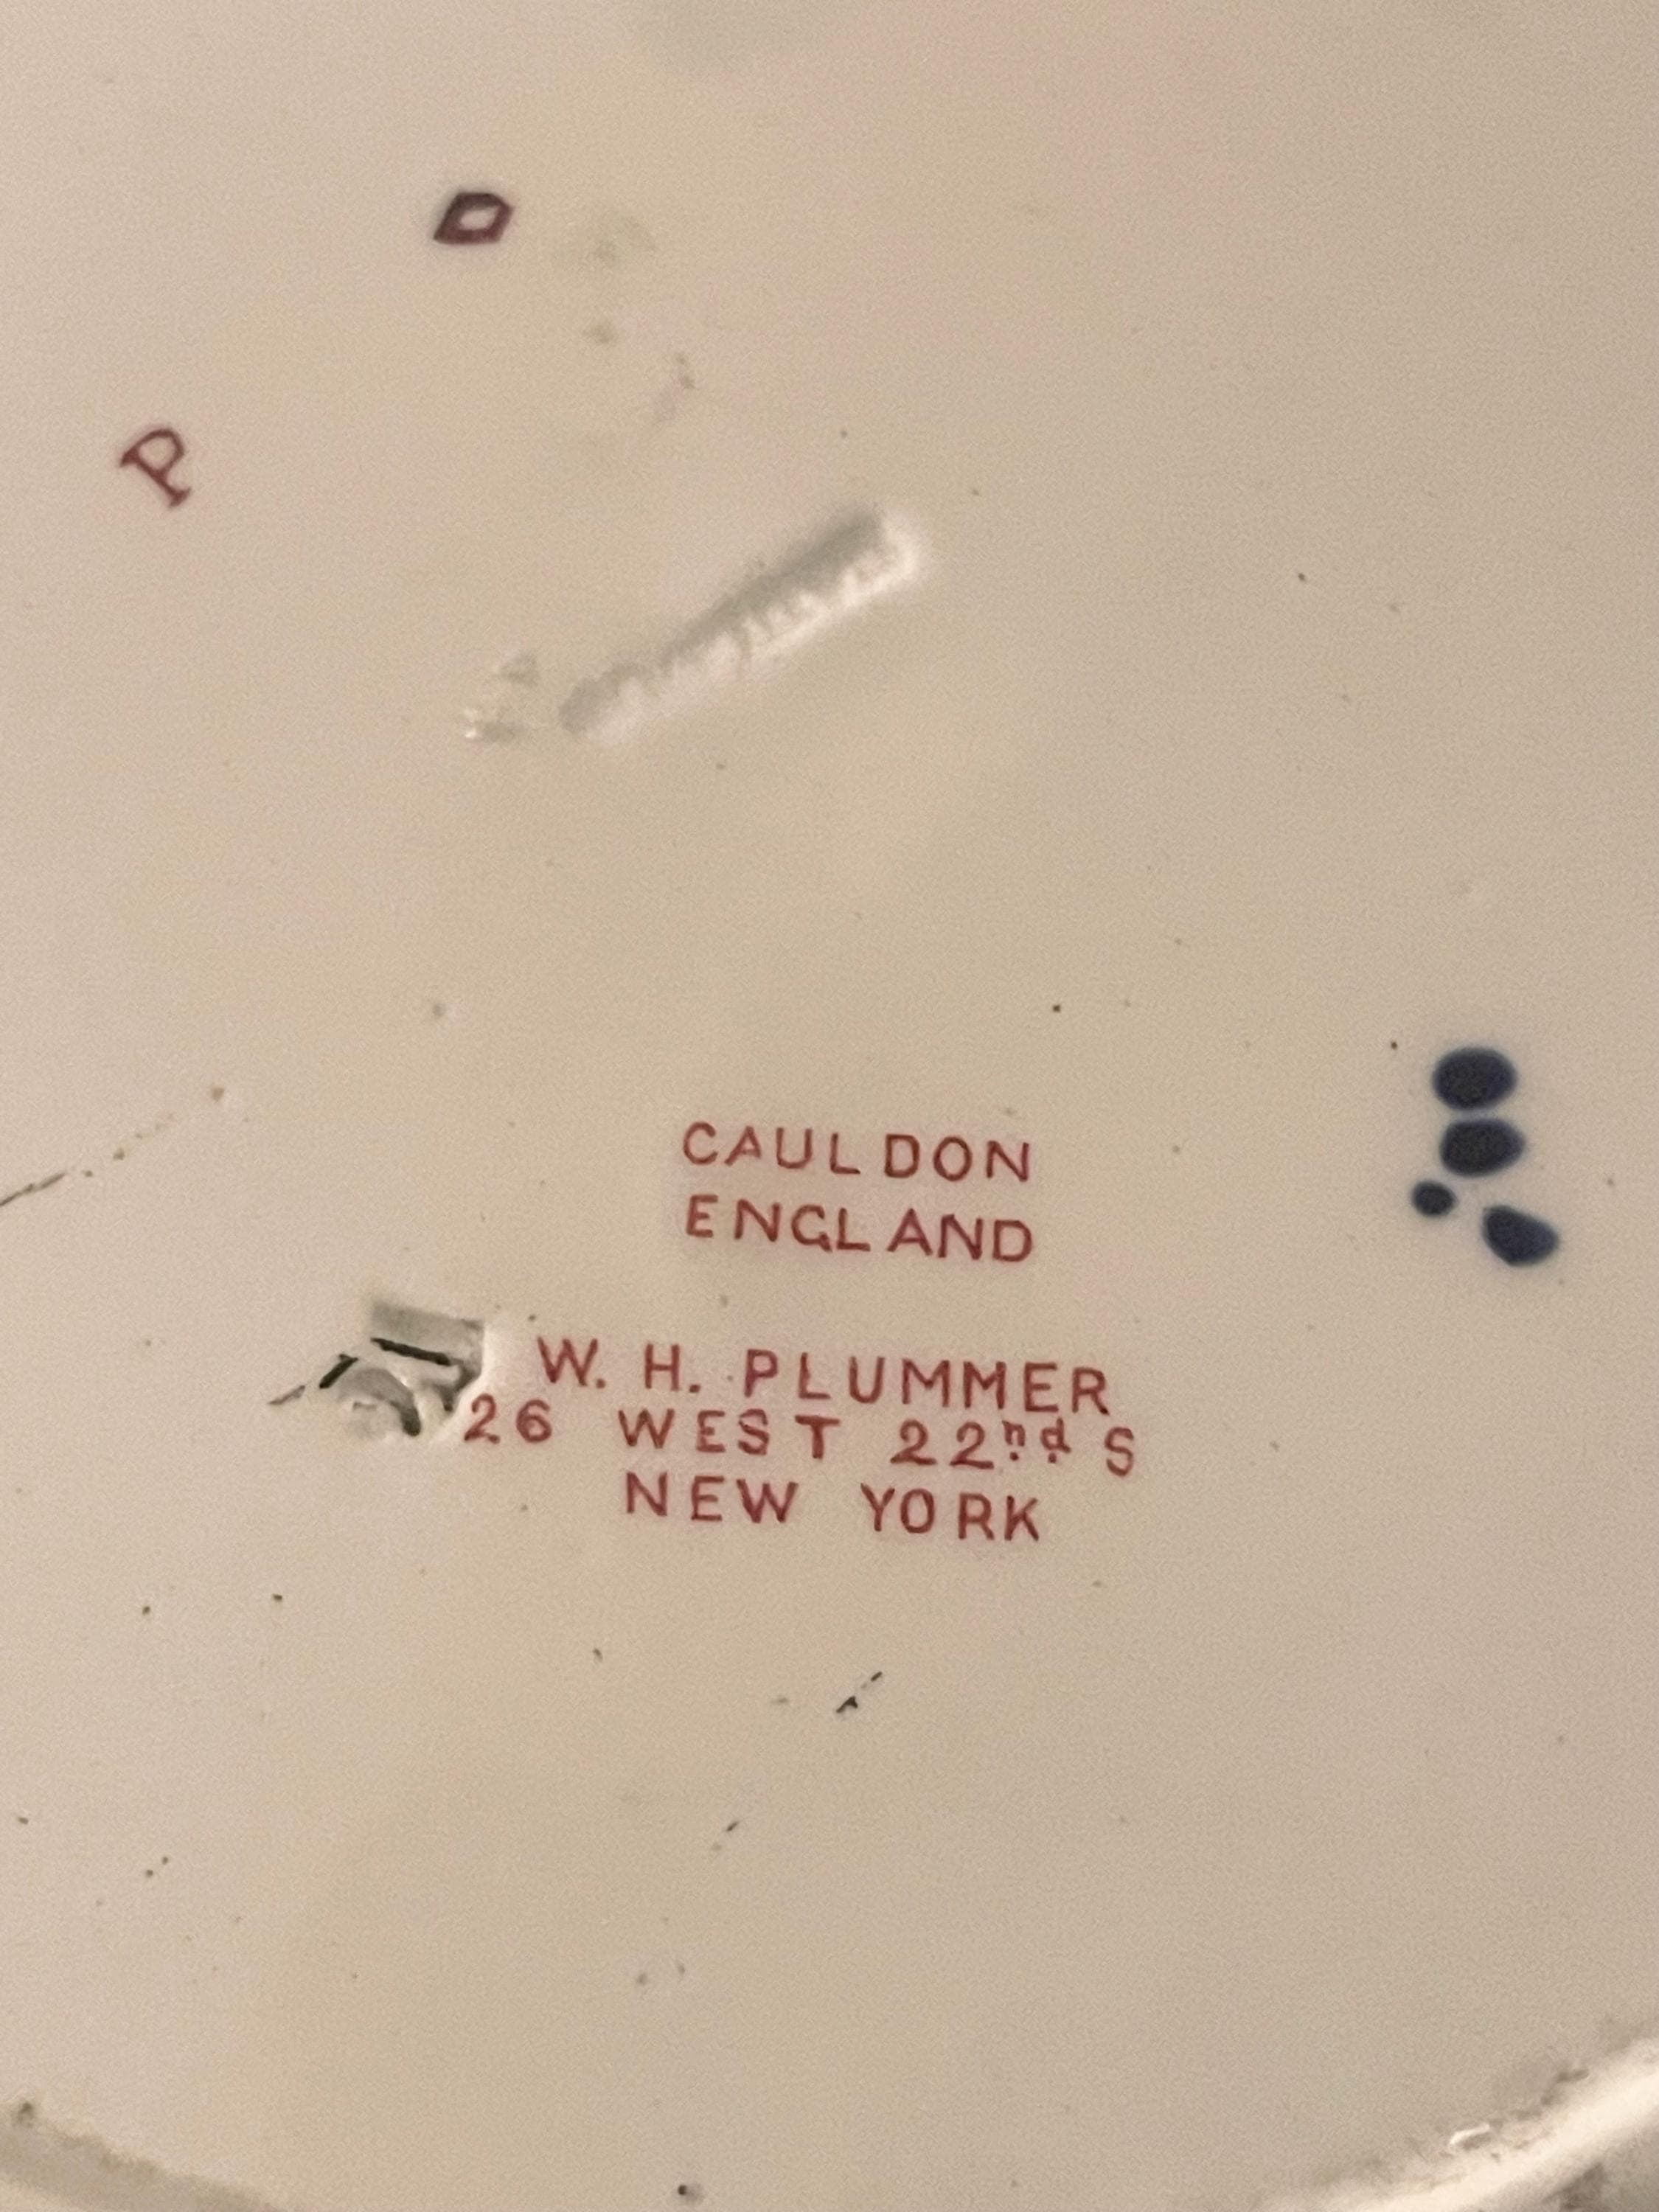 P
CAULDON
ENGLAND
W. H. PLUMMER
26 WEST 22nd S
NEW YORK